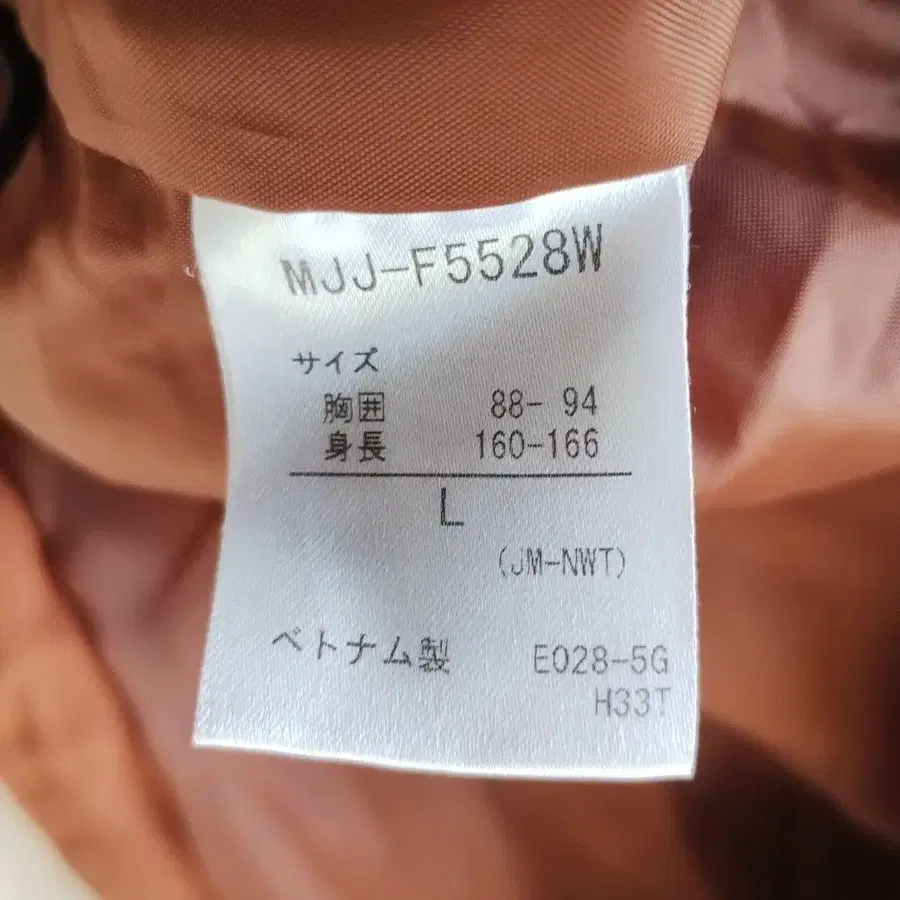 MJJ-F5528W
サイズ
胸囲 88- 94
身長 160-166
L
(JM-NWT)
ベトナム製 E028-5G
H33T